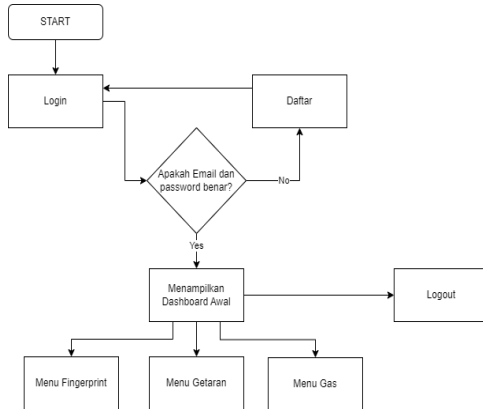 START
Login
Daftar
Apakah Email dan
password benar?
No
Yes
Menampilkan
Dashboard Awal
Logout
Menu Fingerprint
Menu Getaran
Menu Gas